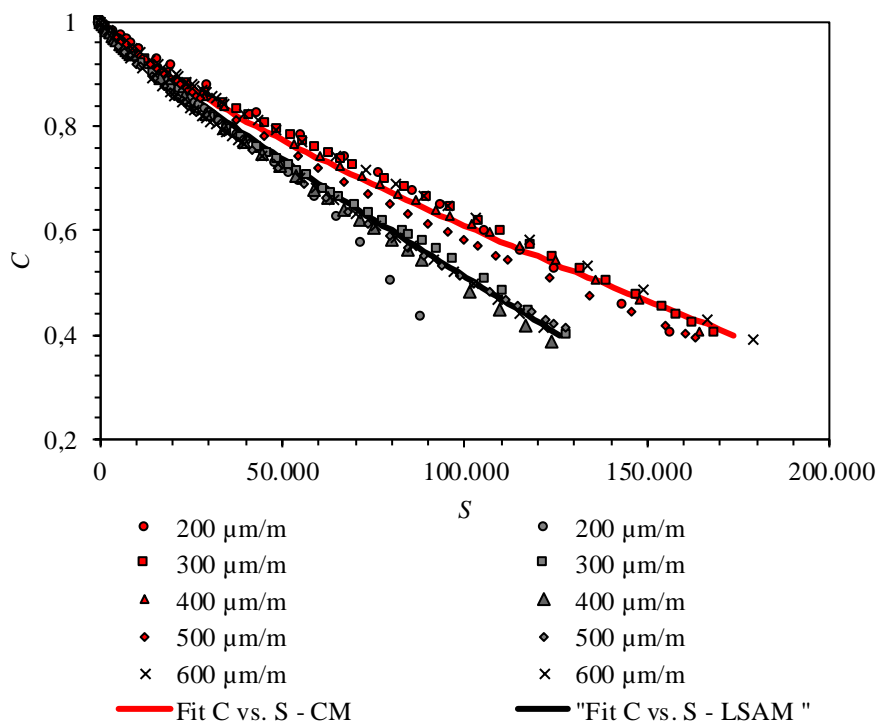 1
0,8
0,6
0,4
0,2
C
0 50.000 100.000 150.000 200.000
S
200 µm/m 200 µm/m
300 µm/m 300 µm/m
400 µm/m 400 µm/m
500 µm/m 500 µm/m
600 µm/m 600 µm/m
Fit C vs. S - CM "Fit C vs. S - LSAM "